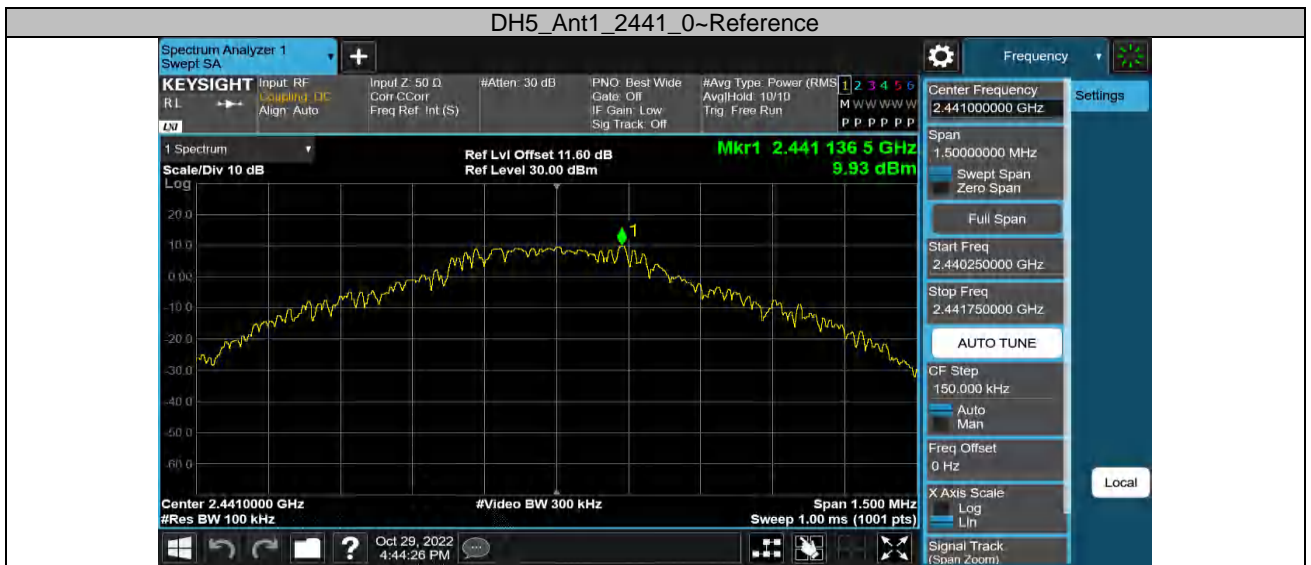 DH5_Ant1_2441_0~Reference
Spectrum Analyzer 1
Swept SA
+
Frequency
KEYSIGHT
RL
LNI
Input: RF
Coupling: DC
Align: Auto
Input Z: 50 Ω
Corr CCorr
Freq Ref: Int (S)
#Atten: 30 dB
PNO: Best Wide
Gate: Off
IF Gain: Low
Sig Track: Off
#Avg Type: Power (RMS
Avg|Hold: 10/10
Trig: Free Run
1 2 3 4 5 6
M W W W W W
P P P P P P
1 Spectrum
Scale/Div 10 dB
Log
Ref Lvl Offset 11.60 dB
Ref Level 30.00 dBm
Mkr1 2.441 136 5 GHz
9.93 dBm
20.0
10.0
0.00
-10.0
-20.0
-30.0
-40.0
-50.0
-60.0
1
Center 2.4410000 GHz
#Res BW 100 kHz
#Video BW 300 kHz
Span 1.500 MHz
Sweep 1.00 ms (1001 pts)
Center Frequency
2.441000000 GHz
Settings
Span
1.50000000 MHz
Swept Span
Zero Span
Full Span
Start Freq
2.440250000 GHz
Stop Freq
2.441750000 GHz
AUTO TUNE
CF Step
150.000 kHz
Auto
Man
Freq Offset
0 Hz
X Axis Scale
Log
Lin
Local
Signal Track
(Span Zoom)
?
Oct 29, 2022
4:44:26 PM